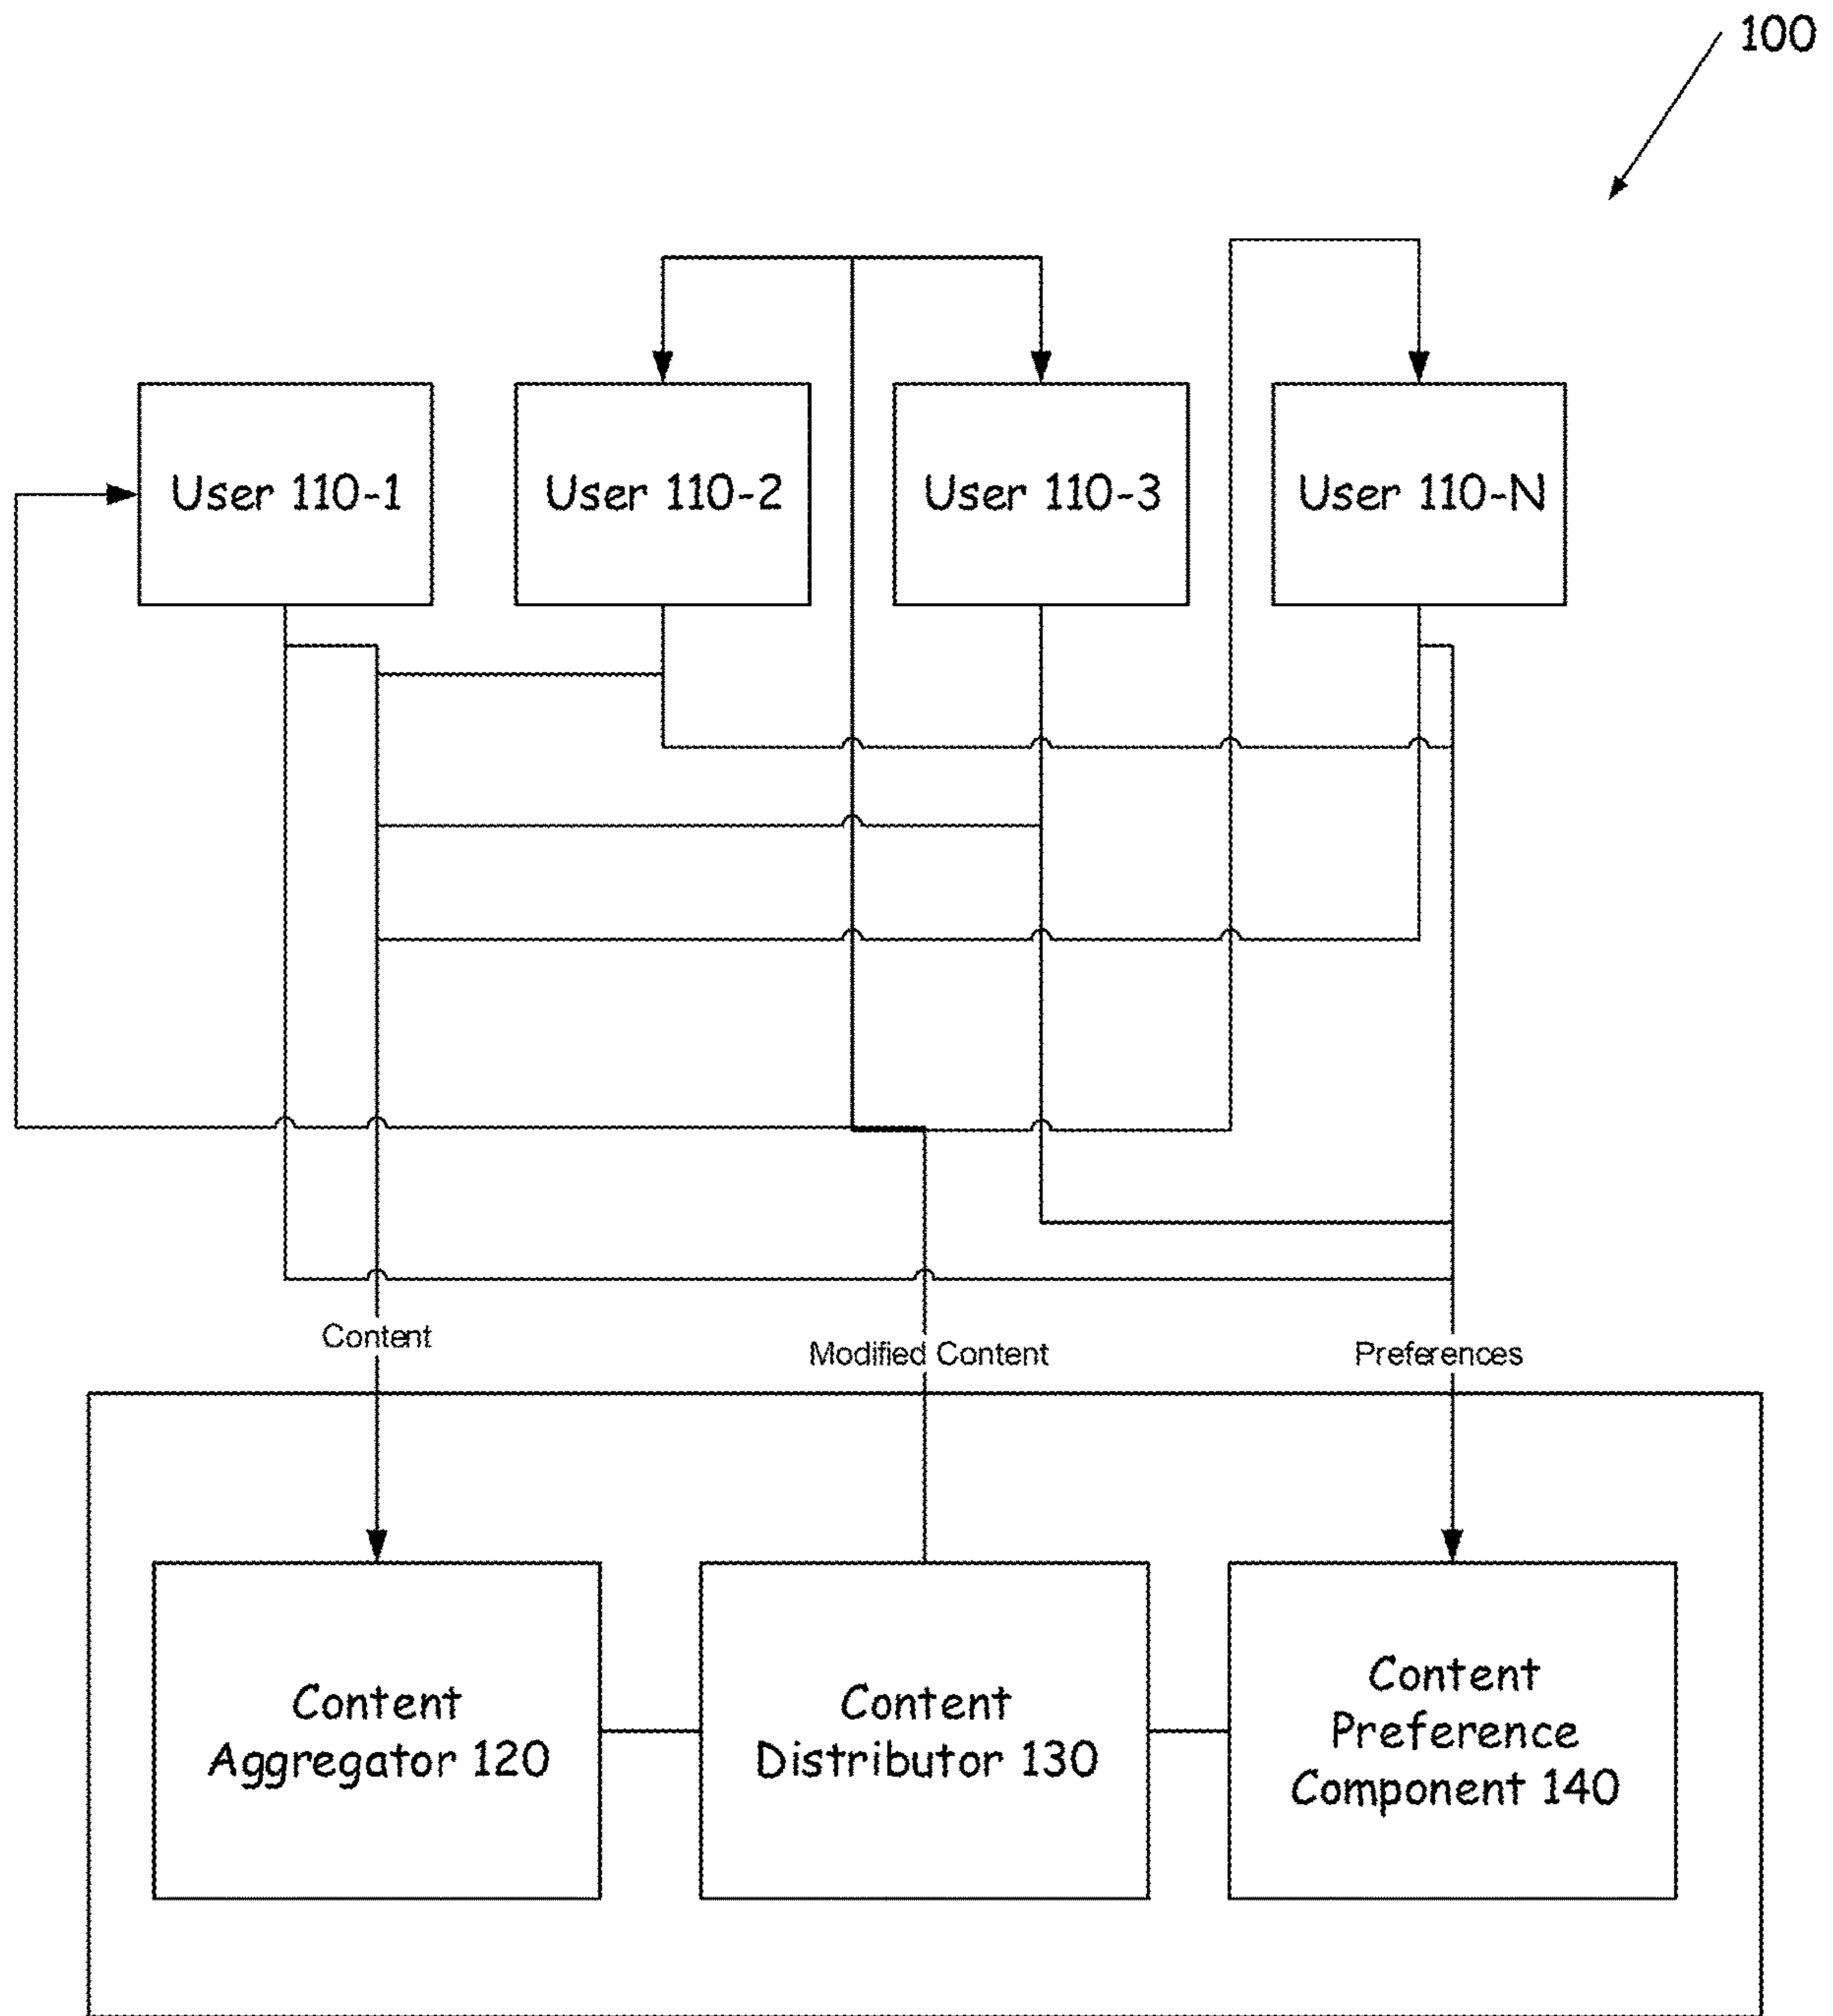 100
User 110-1
User 110-2
User 110-3
User 110-N
Content
Modified Content
Preferences
Content
Aggregator 120
Content
Distributor 130
Content
Preference
Component 140